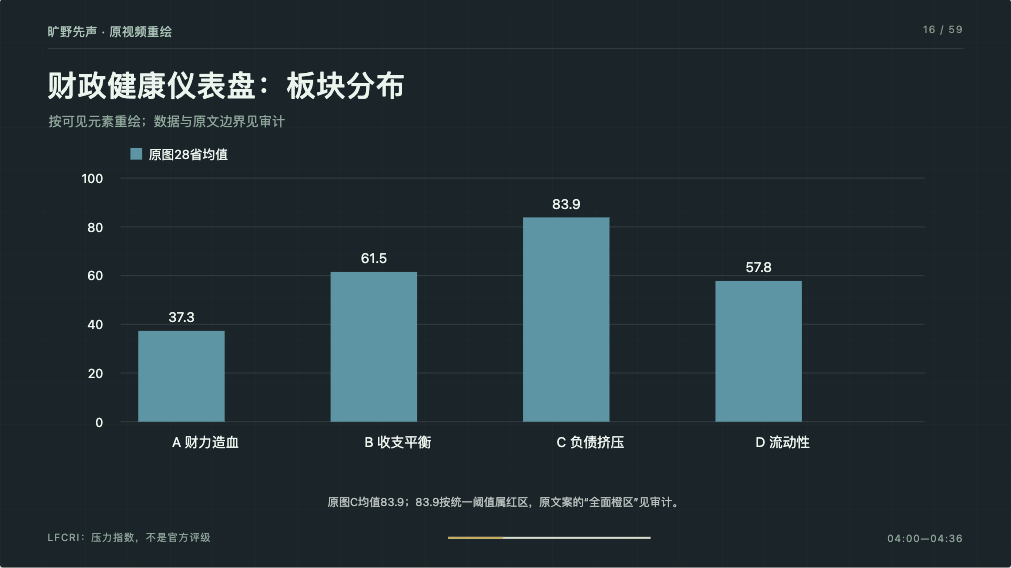 旷野先声 · 原视频重绘
16 / 59
财政健康仪表盘：板块分布
按可见元素重绘；数据与原文边界见审计
原图28省均值
100
80
60
40
20
0
37.3
61.5
83.9
57.8
A 财力造血
B 收支平衡
C 负债挤压
D 流动性
原图C均值83.9；83.9按统一阈值属红区，原文案的“全面橙区”见审计。
LFCRI：压力指数，不是官方评级
04:00—04:36